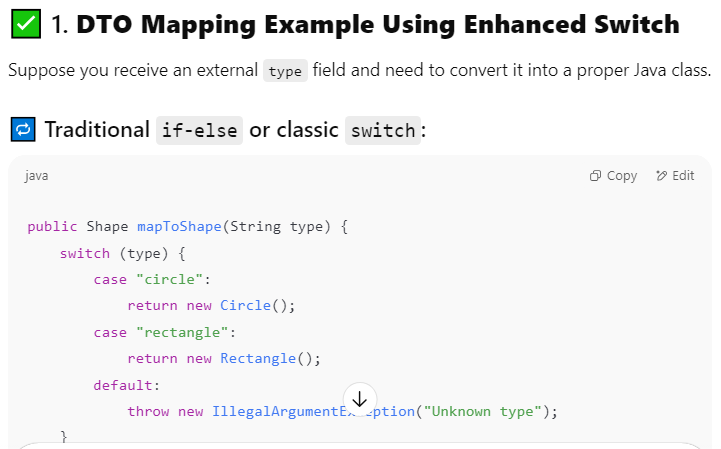 ✅ 1. DTO Mapping Example Using Enhanced Switch
Suppose you receive an external type field and need to convert it into a proper Java class.
🔁 Traditional if-else or classic switch:
java Copy Edit
public Shape mapToShape(String type) {
    switch (type) {
        case "circle":
            return new Circle();
        case "rectangle":
            return new Rectangle();
        default:
            throw new IllegalArgumentException("Unknown type");
    }